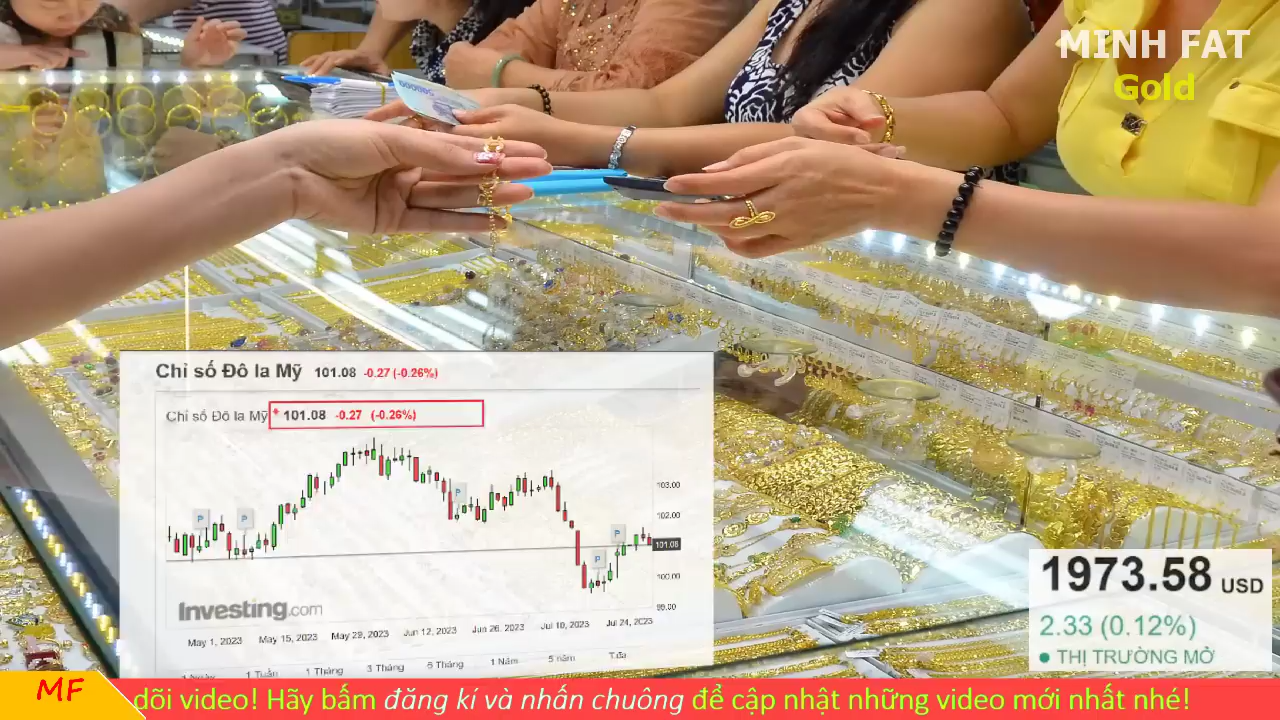 MINH FAT
Gold
500000
Chỉ số Đô la Mỹ 101.08 -0.27 (-0.26%)
Chỉ số Đô la Mỹ 101.08 -0.27 (-0.26%)
P P P P P
103.00
102.00
101.08
100.00
99.00
Investing.com
May 1, 2023 May 15, 2023 May 29, 2023 Jun 12, 2023 Jun 26, 2023 Jul 10, 2023 Jul 24, 2023
1 Tuần 1 Tháng 3 Tháng 6 Tháng 1 Năm 5 năm T.đa
1973.58 USD
2.33 (0.12%)
THỊ TRƯỜNG MỞ
MF dõi video! Hãy bấm đăng kí và nhấn chuông để cập nhật những video mới nhất nhé!